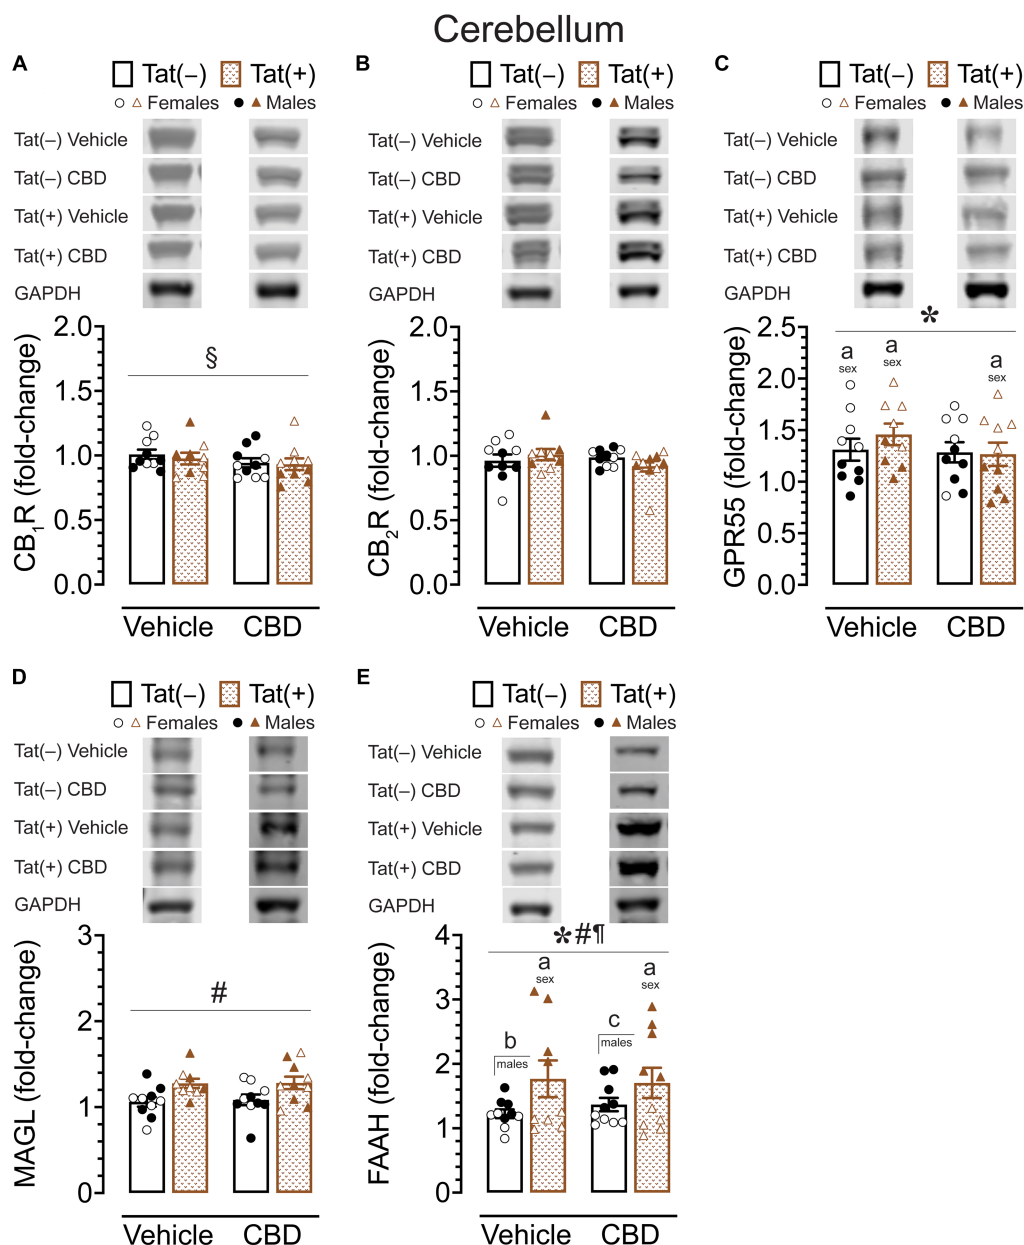 Cerebellum
A
Tat(−) Tat(+)
○ △ Females ● ▲ Males
Tat(−) Vehicle
Tat(−) CBD
Tat(+) Vehicle
Tat(+) CBD
GAPDH
CB1R (fold-change)
2.0
1.5
1.0
0.5
0.0
§
Vehicle CBD
B
Tat(−) Tat(+)
○ △ Females ● ▲ Males
Tat(−) Vehicle
Tat(−) CBD
Tat(+) Vehicle
Tat(+) CBD
GAPDH
CB2R (fold-change)
2.0
1.5
1.0
0.5
0.0
Vehicle CBD
C
Tat(−) Tat(+)
○ △ Females ● ▲ Males
Tat(−) Vehicle
Tat(−) CBD
Tat(+) Vehicle
Tat(+) CBD
GAPDH
GPR55 (fold-change)
2.5
2.0
1.5
1.0
0.5
0.0
*
a
sex
a
sex
a
sex
Vehicle CBD
D
Tat(−) Tat(+)
○ △ Females ● ▲ Males
Tat(−) Vehicle
Tat(−) CBD
Tat(+) Vehicle
Tat(+) CBD
GAPDH
MAGL (fold-change)
3
2
1
0
#
Vehicle CBD
E
Tat(−) Tat(+)
○ △ Females ● ▲ Males
Tat(−) Vehicle
Tat(−) CBD
Tat(+) Vehicle
Tat(+) CBD
GAPDH
FAAH (fold-change)
4
3
2
1
0
*#¶
a
sex
a
sex
b
males
c
males
Vehicle CBD